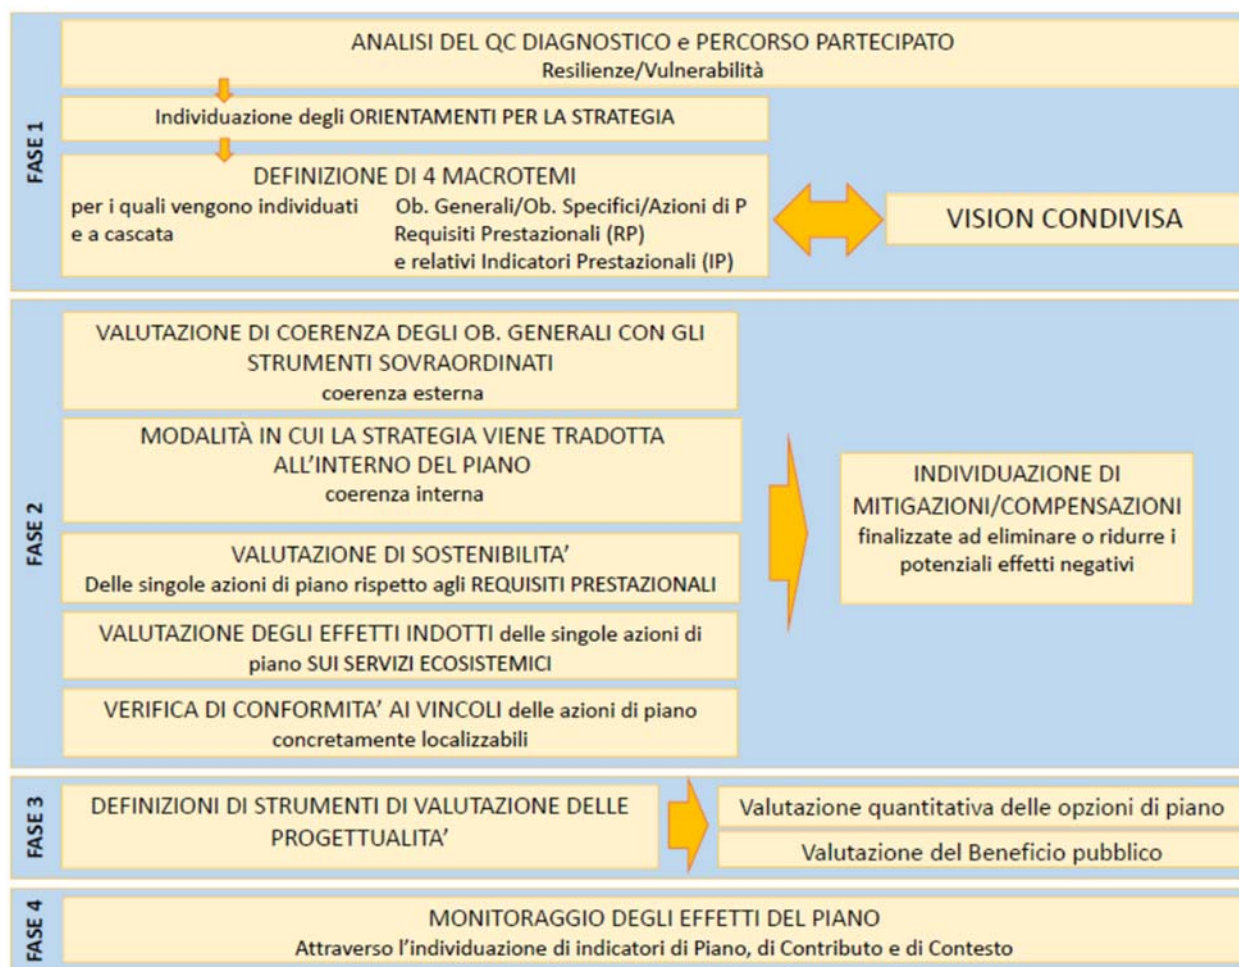 FASE 1
ANALISI DEL QC DIAGNOSTICO e PERCORSO PARTECIPATO
Resilienze/Vulnerabilità
Individuazione degli ORIENTAMENTI PER LA STRATEGIA
DEFINIZIONE DI 4 MACROTEMI
per i quali vengono individuati
e a cascata
Ob. Generali/Ob. Specifici/Azioni di P
Requisiti Prestazionali (RP)
e relativi Indicatori Prestazionali (IP)
VISION CONDIVISA
FASE 2
VALUTAZIONE DI COERENZA DEGLI OB. GENERALI CON GLI
STRUMENTI SOVRAORDINATI
coerenza esterna
MODALITÀ IN CUI LA STRATEGIA VIENE TRADOTTA
ALL'INTERNO DEL PIANO
coerenza interna
VALUTAZIONE DI SOSTENIBILITA'
Delle singole azioni di piano rispetto agli REQUISITI PRESTAZIONALI
VALUTAZIONE DEGLI EFFETTI INDOTTI delle singole azioni di
piano SUI SERVIZI ECOSISTEMICI
VERIFICA DI CONFORMITA' AI VINCOLI delle azioni di piano
concretamente localizzabili
INDIVIDUAZIONE DI
MITIGAZIONI/COMPENSAZIONI
finalizzate ad eliminare o ridurre i
potenziali effetti negativi
FASE 3
DEFINIZIONI DI STRUMENTI DI VALUTAZIONE DELLE
PROGETTUALITA'
Valutazione quantitativa delle opzioni di piano
Valutazione del Beneficio pubblico
FASE 4
MONITORAGGIO DEGLI EFFETTI DEL PIANO
Attraverso l'individuazione di indicatori di Piano, di Contributo e di Contesto